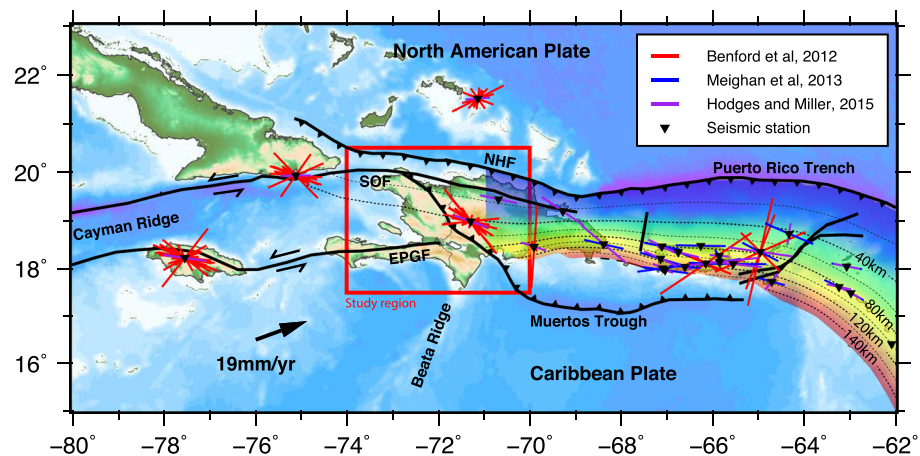 North American Plate
Benford et al, 2012
Meighan et al, 2013
Hodges and Miller, 2015
Seismic station
22°
20°
18°
16°
NHF
Puerto Rico Trench
SOF
Cayman Ridge
EPGF
40km
80km
120km
140km
Study region
Muertos Trough
Beata Ridge
19mm/yr
Caribbean Plate
−80° −78° −76° −74° −72° −70° −68° −66° −64° −62°